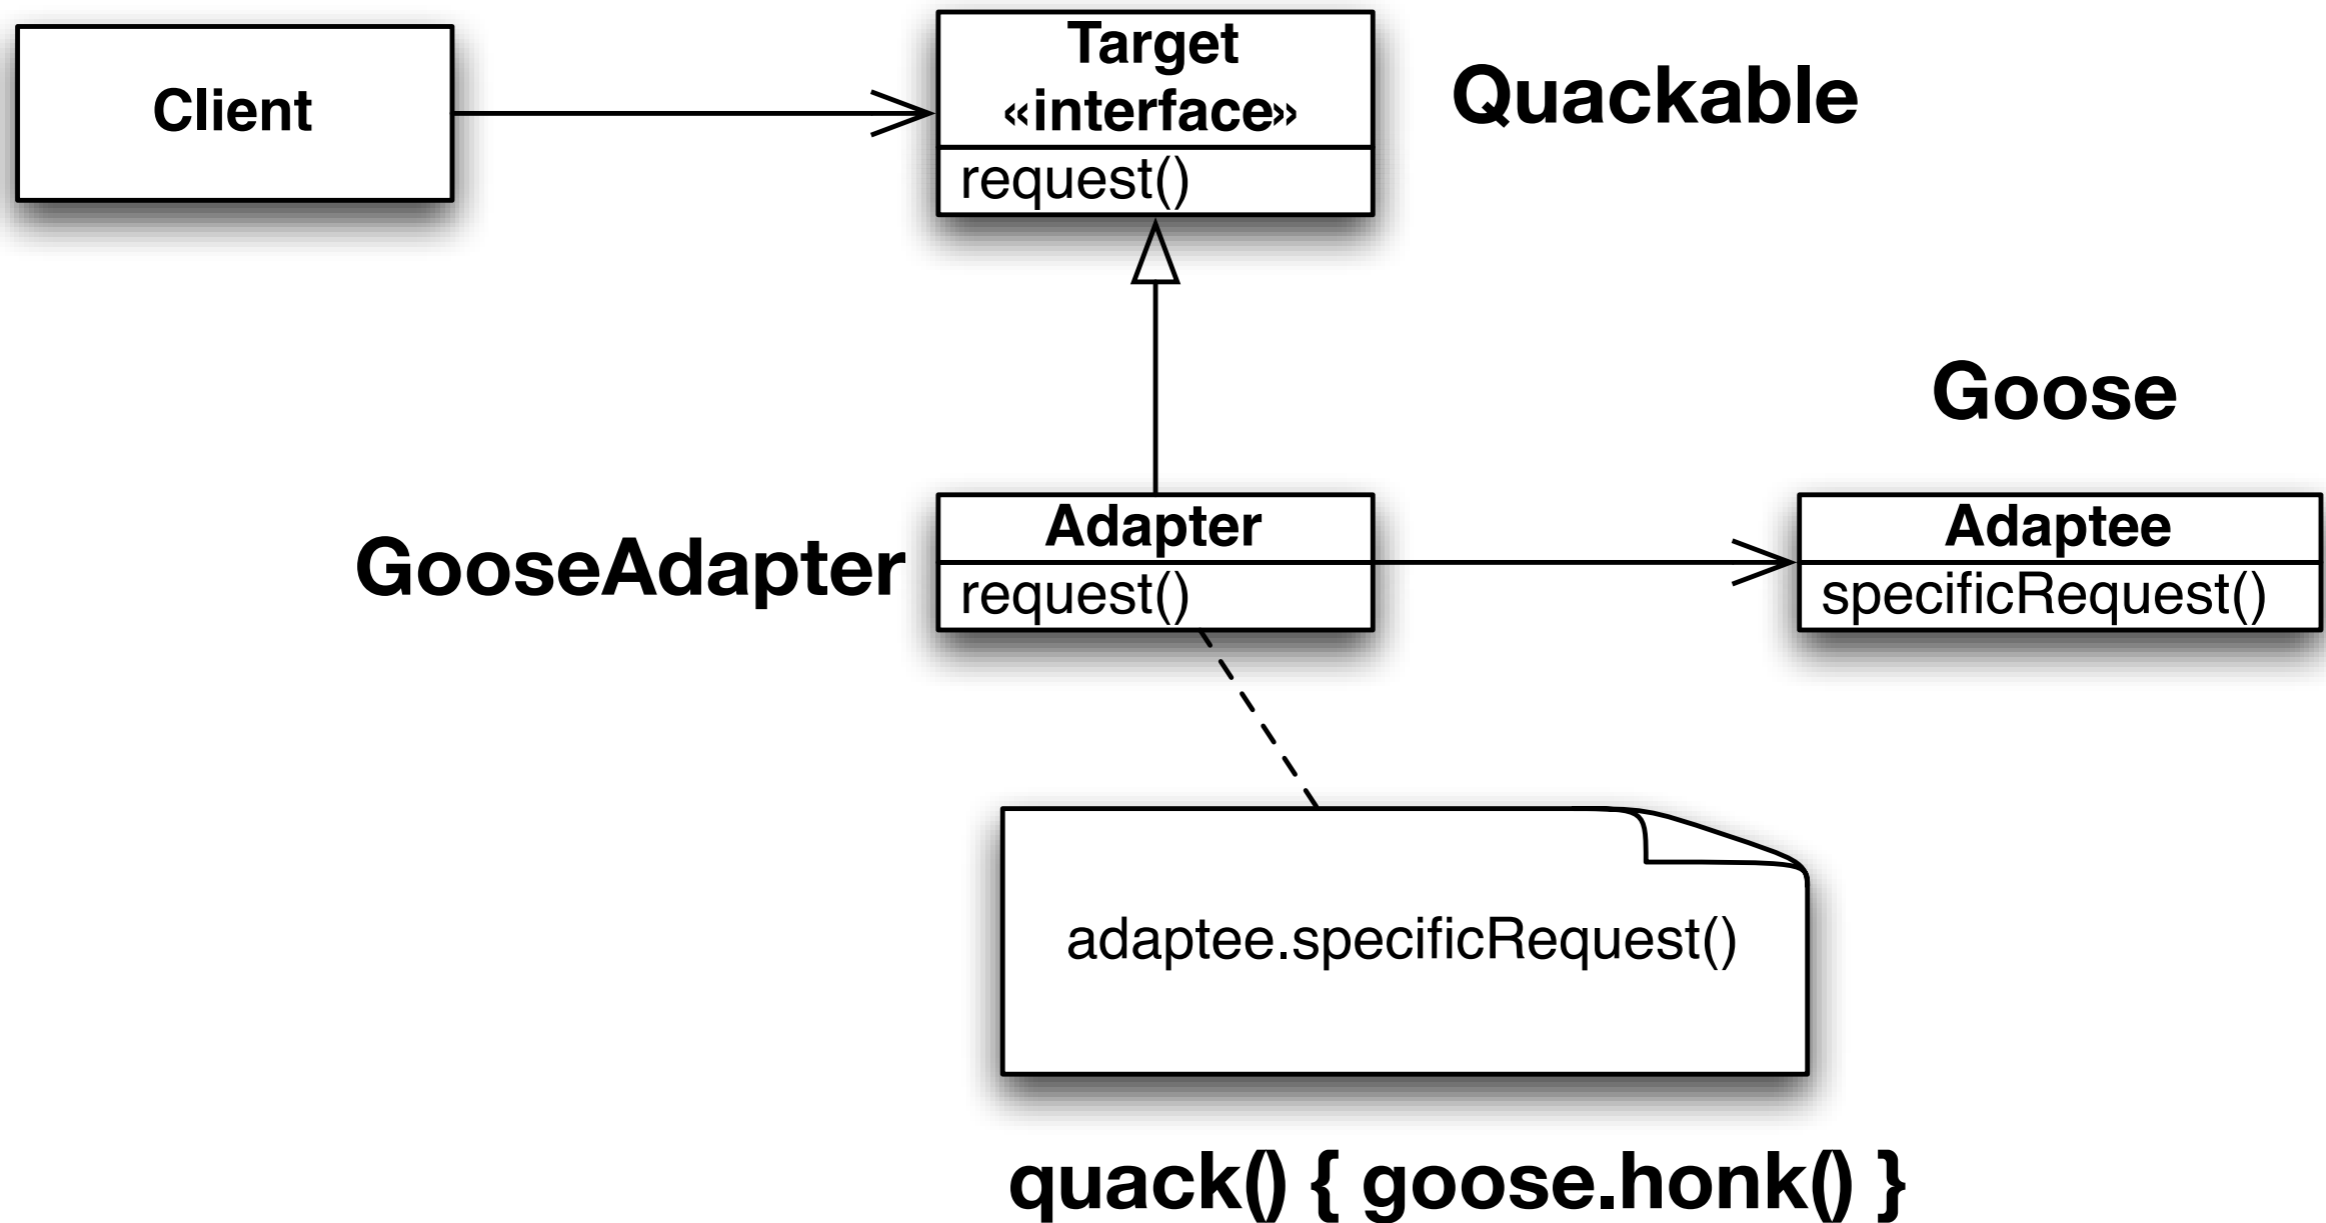 Client
Target
«interface»
request()
Quackable
Goose
GooseAdapter
Adapter
request()
Adaptee
specificRequest()
adaptee.specificRequest()
quack() { goose.honk() }